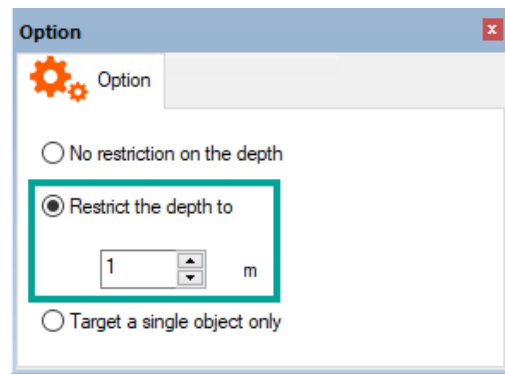 Option
Option
No restriction on the depth
Restrict the depth to
1 m
Target a single object only